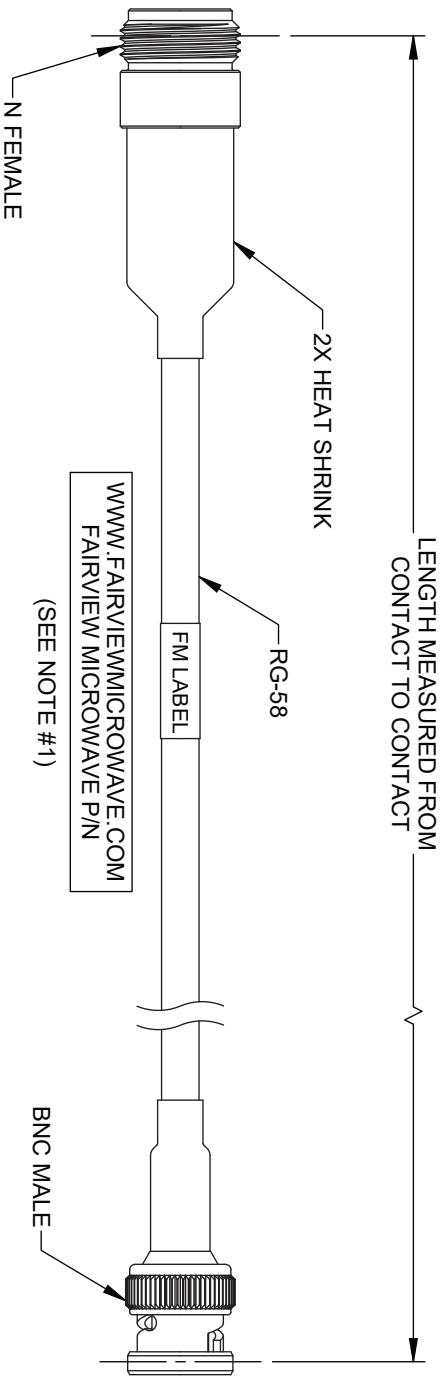 LENGTH MEASURED FROM
CONTACT TO CONTACT
2X HEAT SHRINK
RG-58
N FEMALE
FM LABEL
WWW.FAIRVIEWMICROWAVE.COM
FAIRVIEW MICROWAVE P/N
(SEE NOTE #1)
BNC MALE